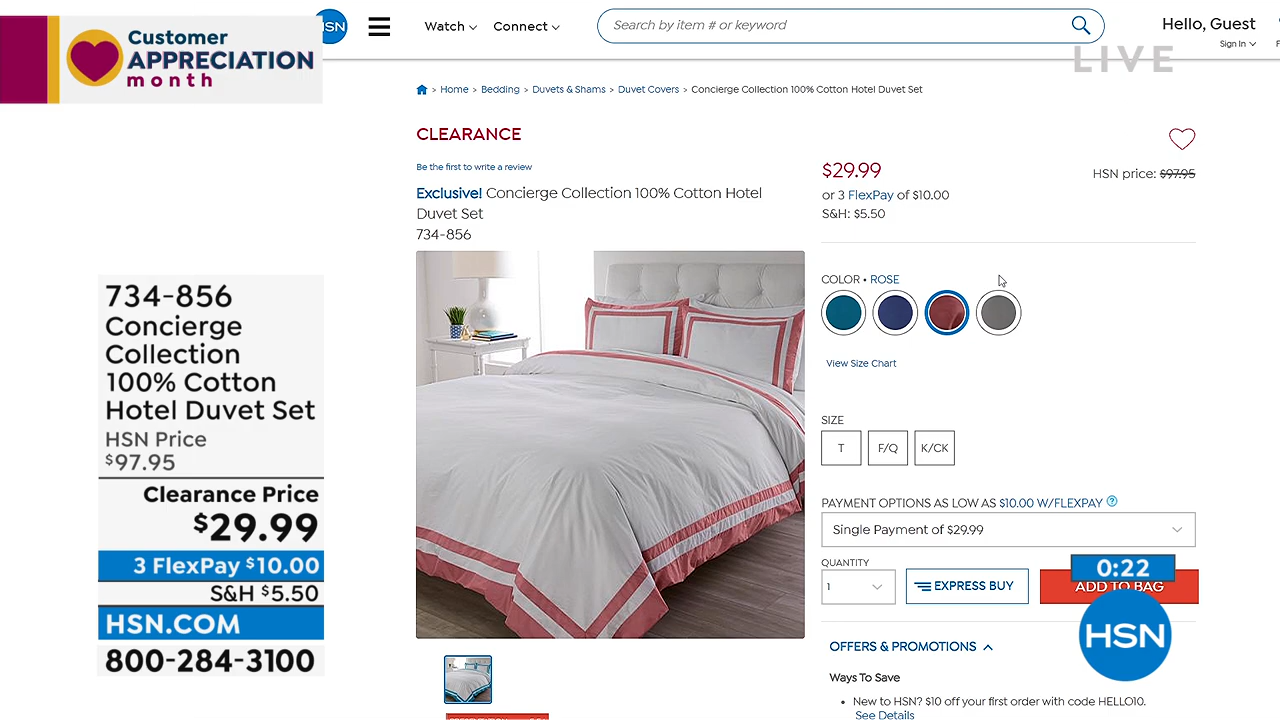 Customer
APPRECIATION
month
HSN
Watch
Connect
Search by item # or keyword
Hello, Guest
Sign In
LIVE
> Home > Bedding > Duvets & Shams > Duvet Covers > Concierge Collection 100% Cotton Hotel Duvet Set
CLEARANCE
Be the first to write a review
Exclusive! Concierge Collection 100% Cotton Hotel
Duvet Set
734-856
$29.99
HSN price: $97.95
or 3 FlexPay of $10.00
S&H: $5.50
COLOR • ROSE
View Size Chart
SIZE
T
F/Q
K/CK
PAYMENT OPTIONS AS LOW AS $10.00 W/FLEXPAY ?
Single Payment of $29.99
QUANTITY
1
EXPRESS BUY
0:22
ADD TO BAG
HSN
OFFERS & PROMOTIONS
Ways To Save
• New to HSN? $10 off your first order with code HELLO10.
See Details
734-856
Concierge
Collection
100% Cotton
Hotel Duvet Set
HSN Price
$97.95
Clearance Price
$29.99
3 FlexPay $10.00
S&H $5.50
HSN.COM
800-284-3100